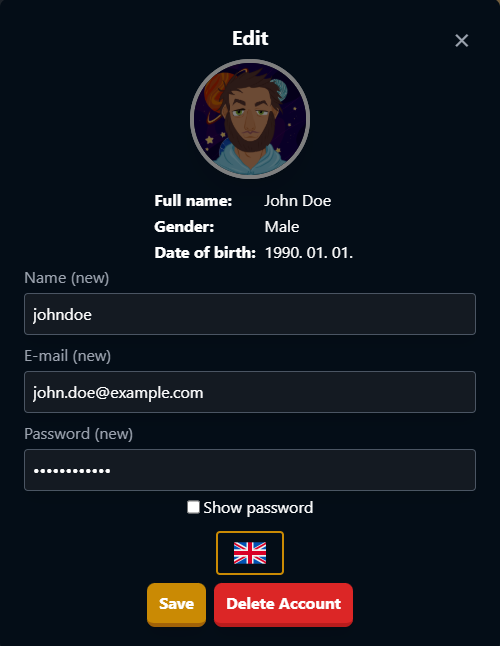 Edit
×
Full name: John Doe
Gender: Male
Date of birth: 1990. 01. 01.
Name (new)
johndoe
E-mail (new)
john.doe@example.com
Password (new)
••••••••••••
Show password
Save Delete Account